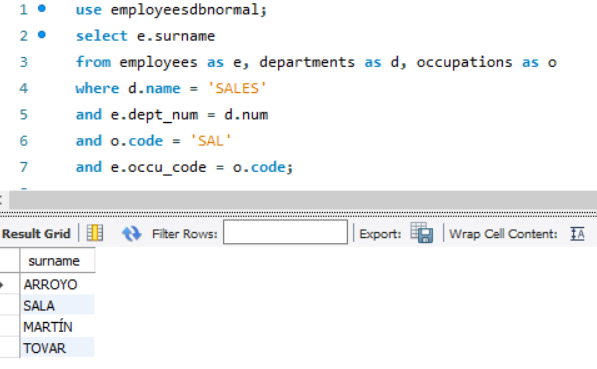 1 use employeesdbnormal;
2 select e.surname
3 from employees as e, departments as d, occupations as o
4 where d.name = 'SALES'
5 and e.dept_num = d.num
6 and o.code = 'SAL'
7 and e.occu_code = o.code;
Result Grid Filter Rows: Export: Wrap Cell Content: IA
surname
ARROYO
SALA
MARTÍN
TOVAR